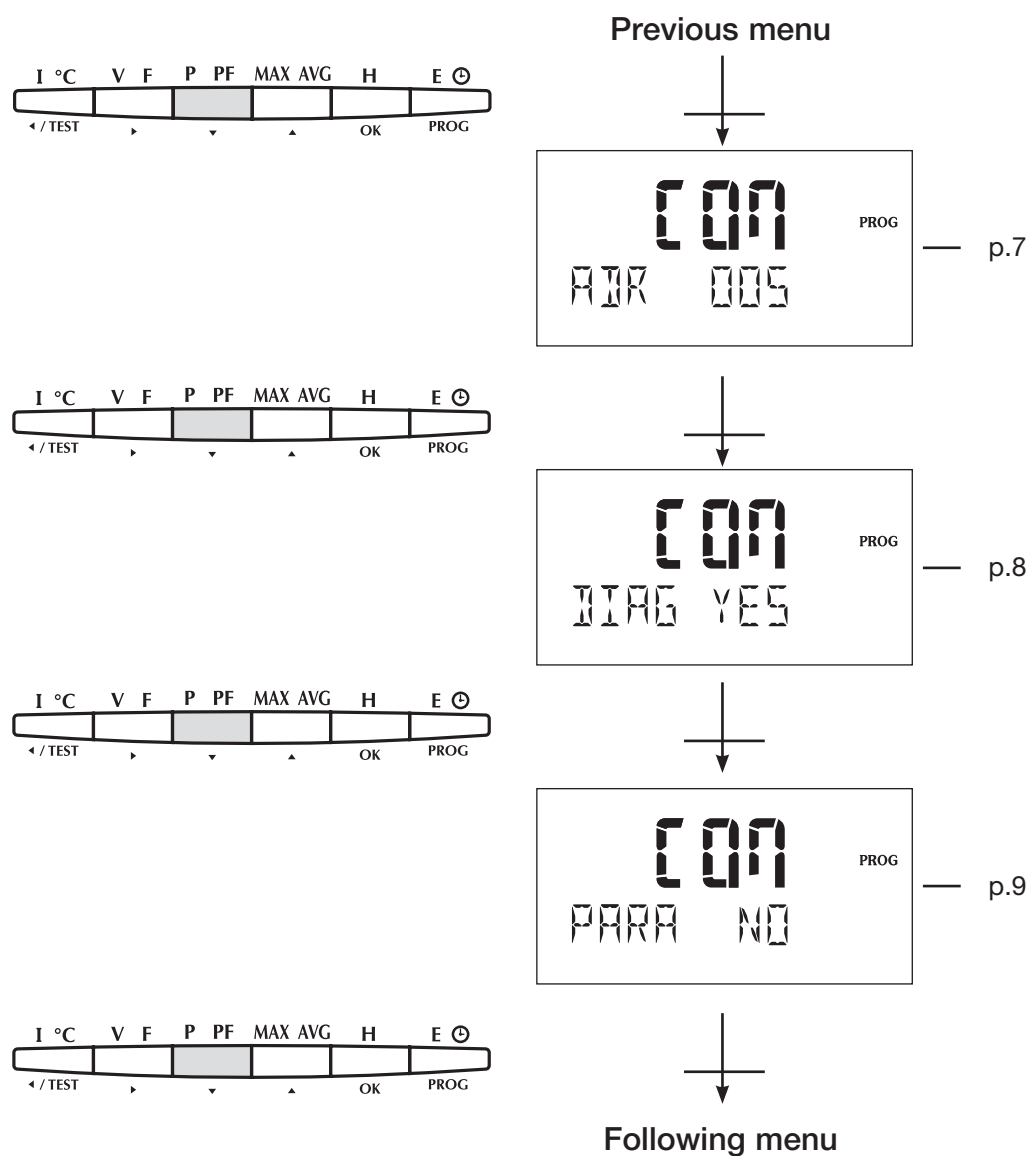 Previous menu
I °C V F P PF MAX AVG H E
/ TEST OK PROG
COM
PROG
p.7
ADR 005
I °C V F P PF MAX AVG H E
/ TEST OK PROG
COM
PROG
p.8
DIAG YES
I °C V F P PF MAX AVG H E
/ TEST OK PROG
COM
PROG
p.9
PARA NO
I °C V F P PF MAX AVG H E
/ TEST OK PROG
Following menu